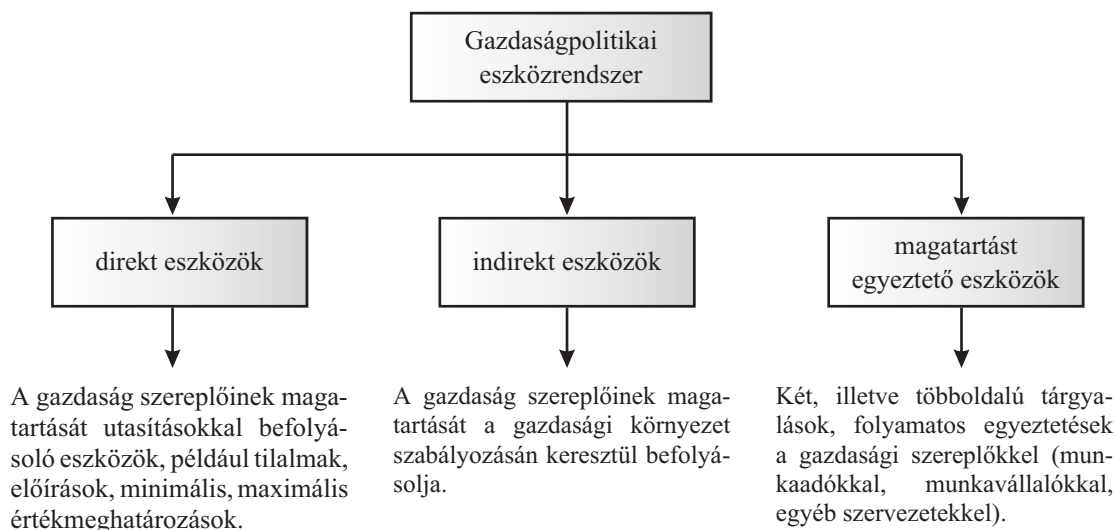 Gazdaságpolitikai
eszközrendszer
direkt eszközök
indirekt eszközök
magatartást
egyeztető eszközök
A gazdaság szereplőinek maga-
tartását utasításokkal befolyá-
soló eszközök, például tilalmak,
előírások, minimális, maximális
értékmeghatározások.
A gazdaság szereplőinek maga-
tartását a gazdasági környezet
szabályozásán keresztül befolyá-
solja.
Két, illetve többoldalú tárgya-
lások, folyamatos egyeztetések
a gazdasági szereplőkkel (mun-
kaadókkal, munkavállalókkal,
egyéb szervezetekkel).